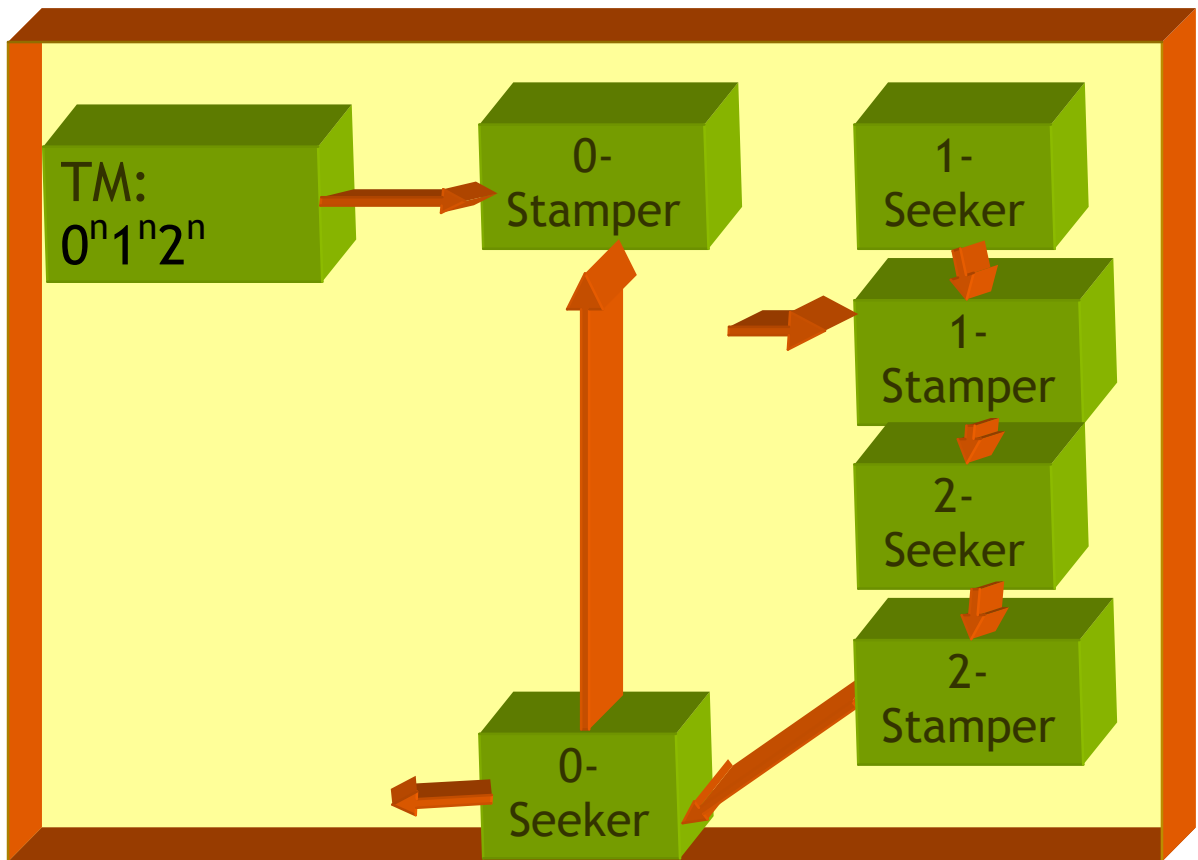 TM:
0ⁿ1ⁿ2ⁿ
0-
Stamper
1-
Seeker
1-
Stamper
2-
Seeker
2-
Stamper
0-
Seeker